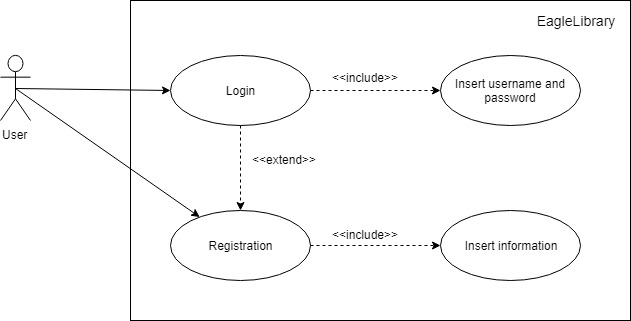 EagleLibrary
User
Login
<<include>>
Insert username and
password
<<extend>>
Registration
<<include>>
Insert information